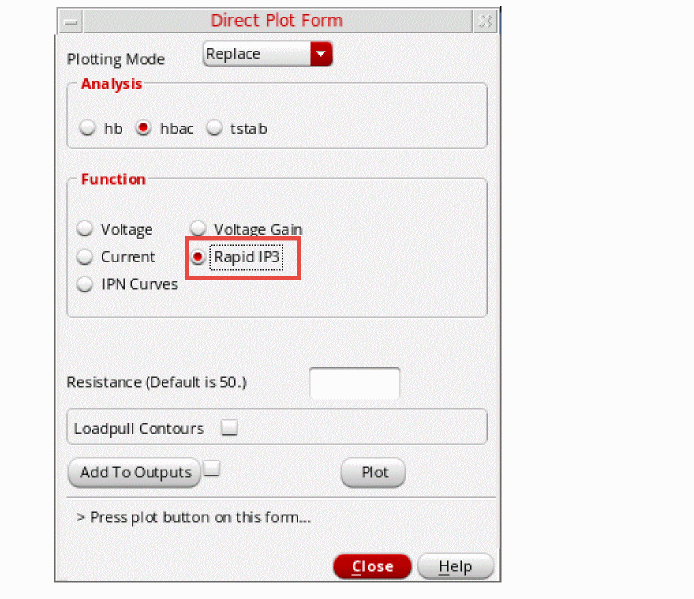 Direct Plot Form
Plotting Mode Replace
Analysis
hb hbac tstab
Function
Voltage Voltage Gain
Current Rapid IP3
IPN Curves
Resistance (Default is 50.)
Loadpull Contours
Add To Outputs Plot
> Press plot button on this form...
Close Help